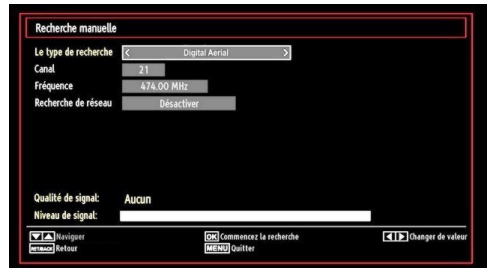 Recherche manuelle
Le type de recherche < Digital Aerial >
Canal 21
Fréquence 474.00 MHz
Recherche de réseau Désactiver
Qualité de signal: Aucun
Niveau de signal:
Naviguer OK Commencez la recherche Changer de valeur
RET/BACK Retour MENU Quitter